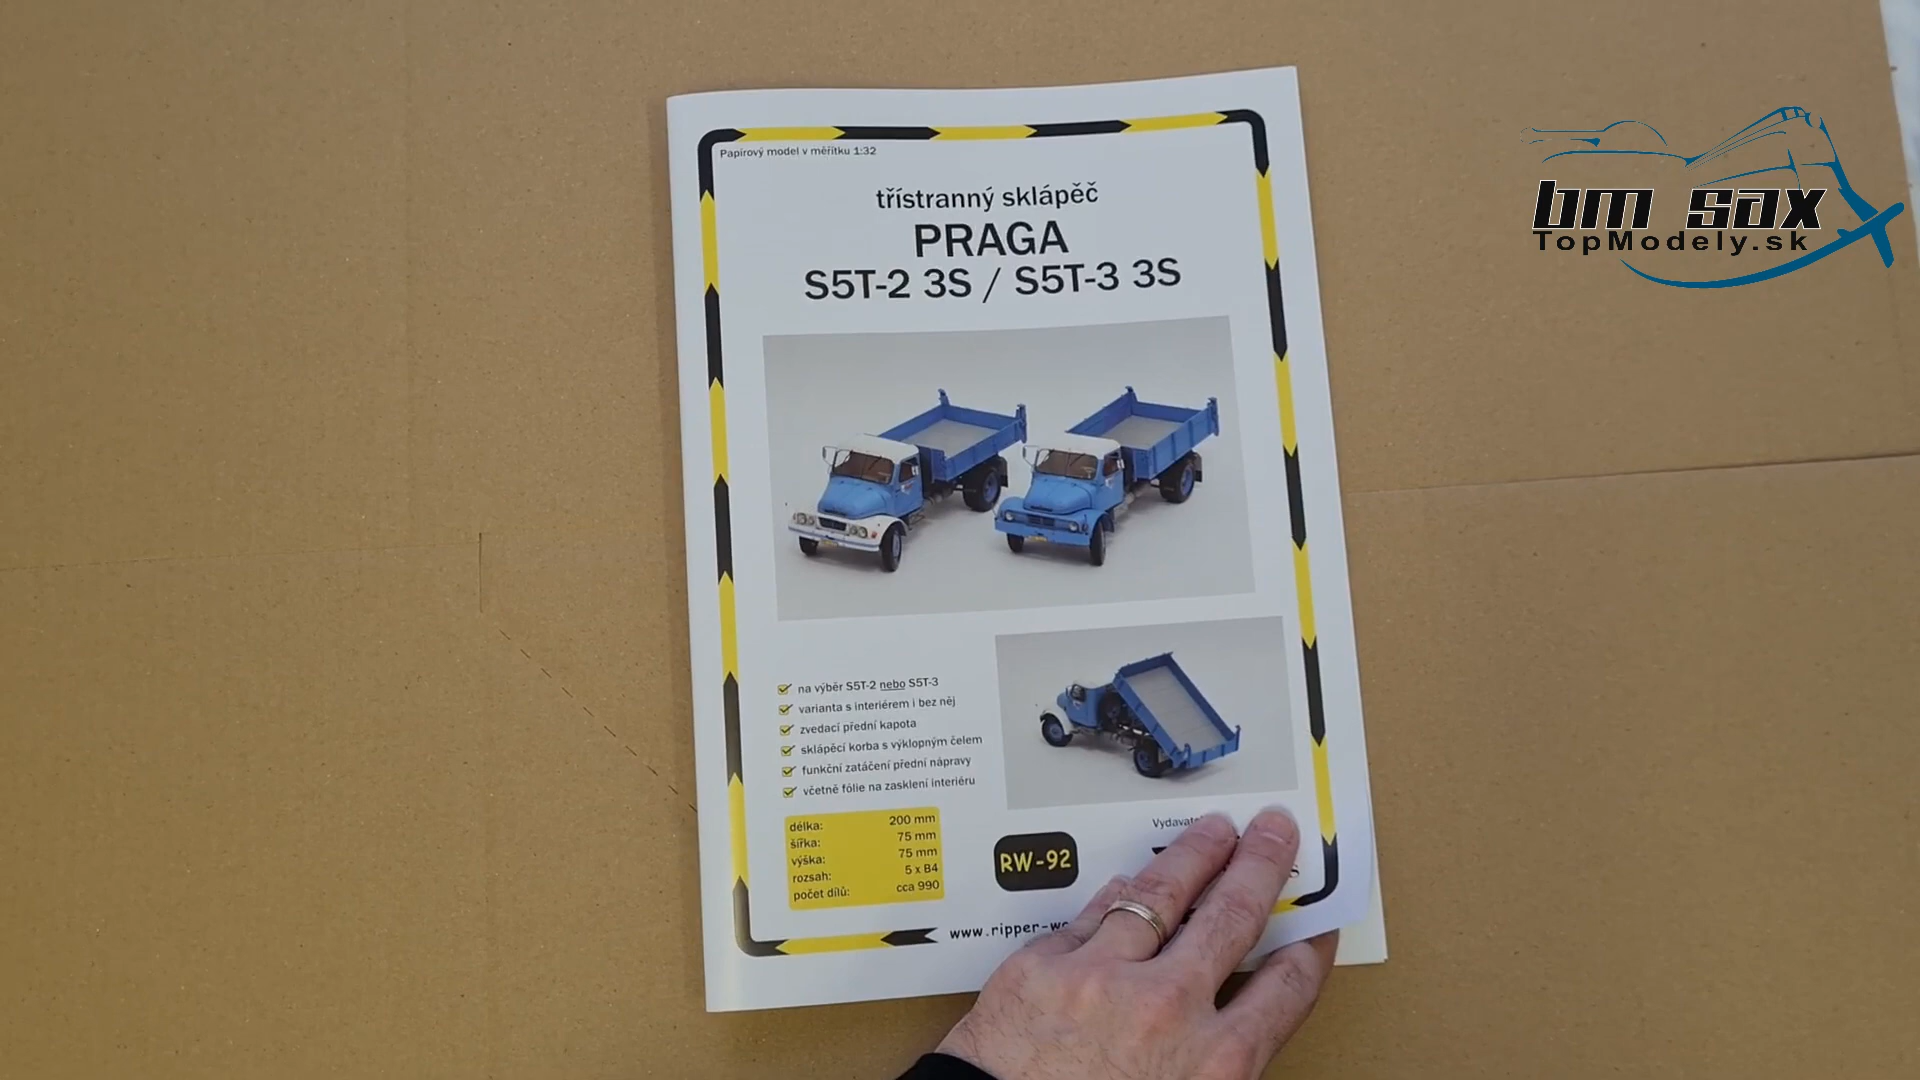 Papírový model v měřítku 1:32
třístranný sklápěč
PRAGA
S5T-2 3S / S5T-3 3S
na výběr S5T-2 nebo S5T-3
varianta s interiérem i bez něj
zvedací přední kapota
sklápěcí korba s výklopným čelem
funkční zatáčení přední nápravy
včetně fólie na zasklení interiéru
délka: 200 mm
šířka: 75 mm
výška: 75 mm
rozsah: 5 x B4
počet dílů: cca 990
RW-92
bm sax
TopModely.sk